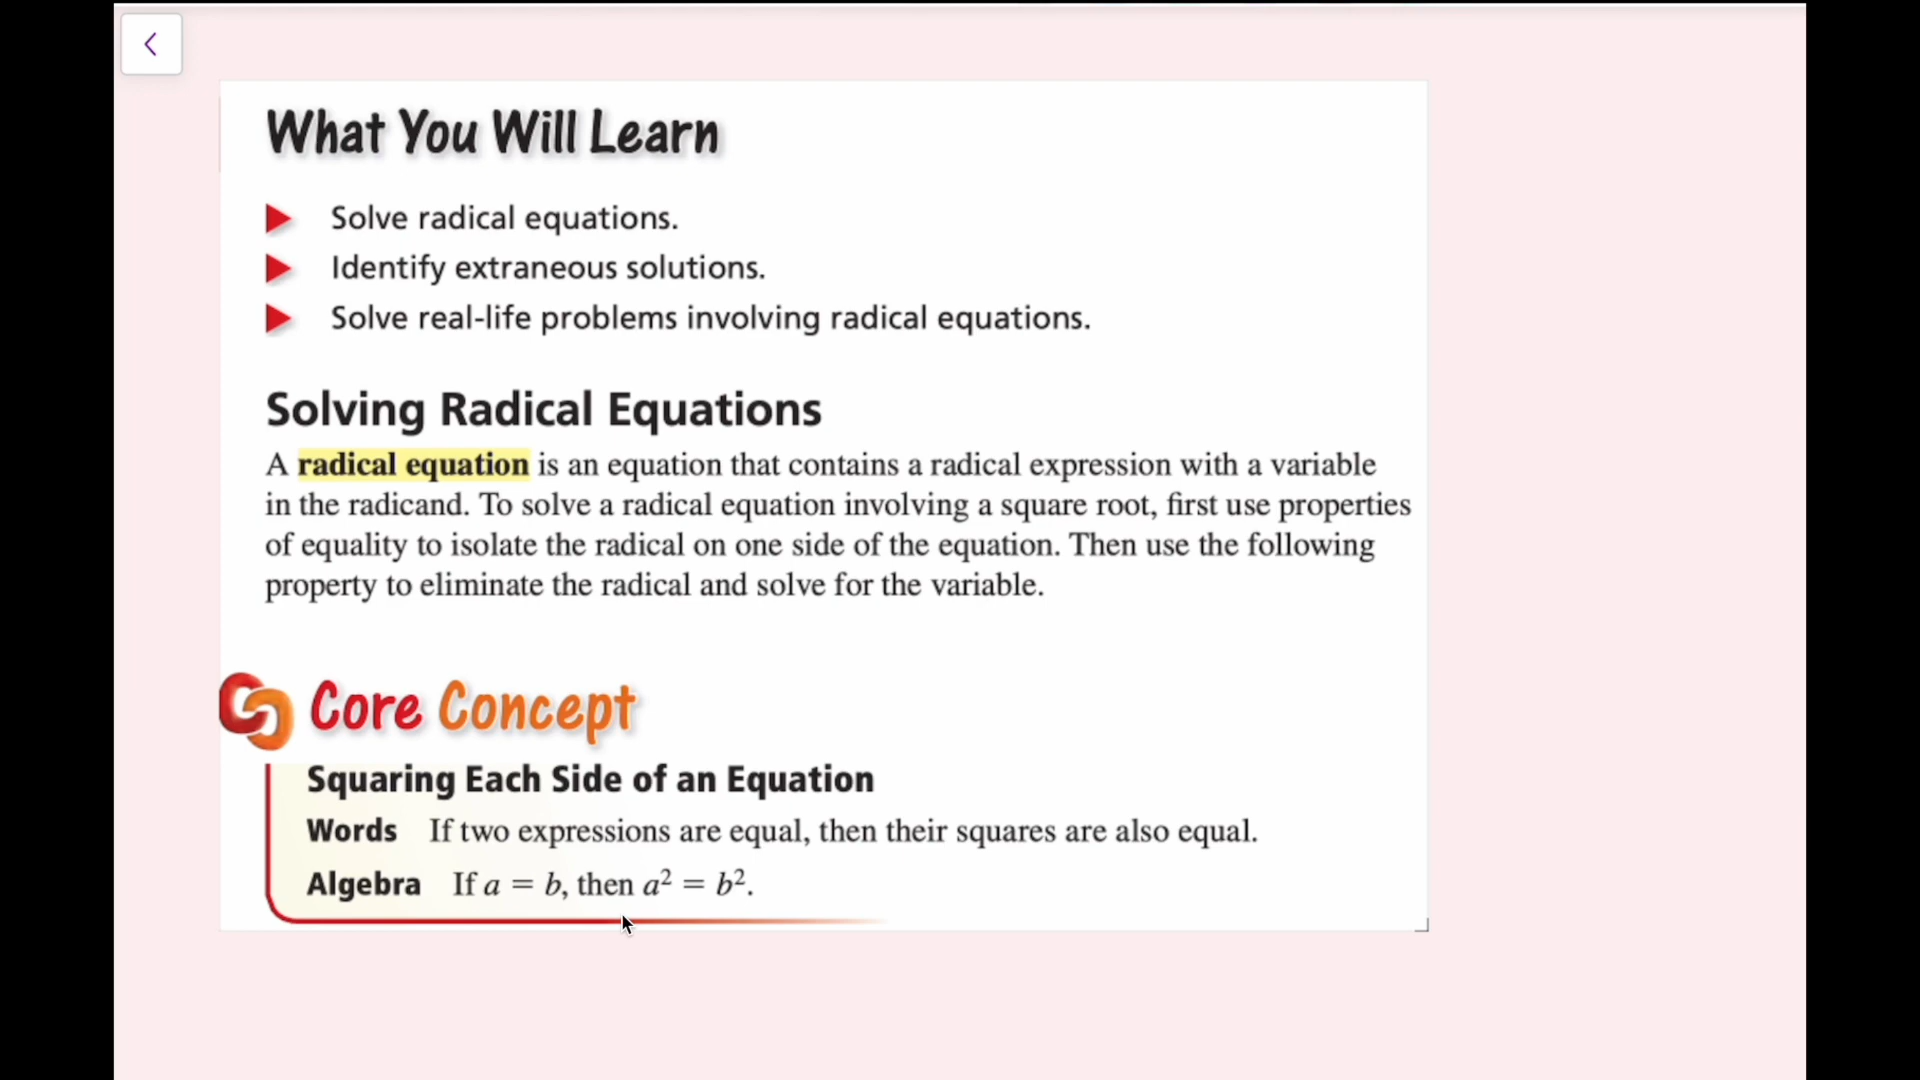 What You Will Learn
Solve radical equations.
Identify extraneous solutions.
Solve real-life problems involving radical equations.
Solving Radical Equations
A radical equation is an equation that contains a radical expression with a variable
in the radicand. To solve a radical equation involving a square root, first use properties
of equality to isolate the radical on one side of the equation. Then use the following
property to eliminate the radical and solve for the variable.
Core Concept
Squaring Each Side of an Equation
Words If two expressions are equal, then their squares are also equal.
Algebra If a = b, then a² = b².